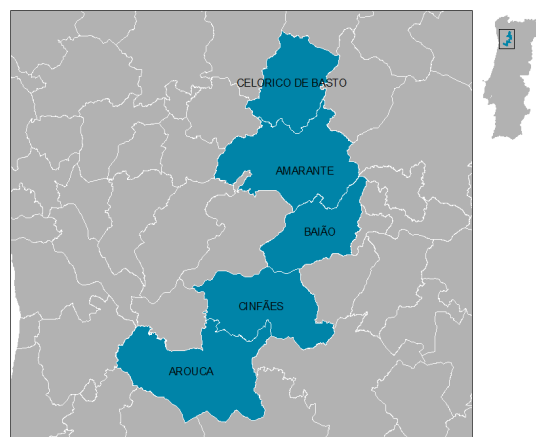 CELORICO DE BASTO
AMARANTE
BAIÃO
CINFÃES
AROUCA